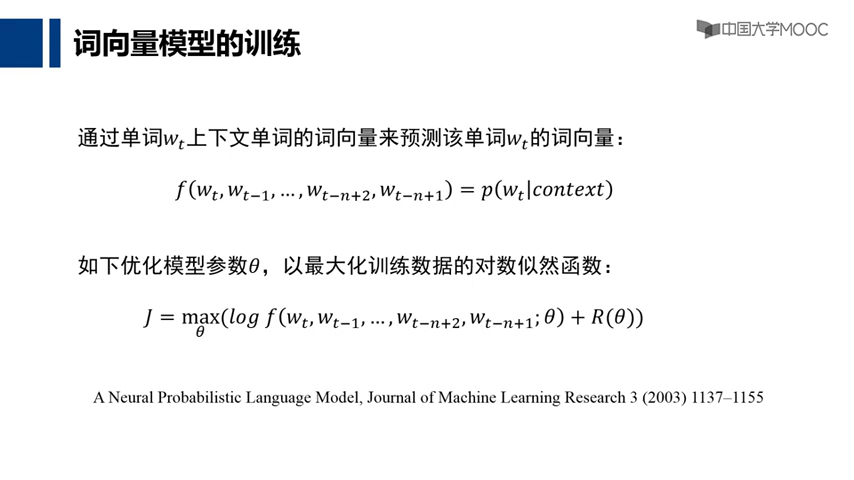 词向量模型的训练
中国大学MOOC
通过单词𝑤ₜ上下文单词的词向量来预测该单词𝑤ₜ的词向量：
f(w_t, w_{t−1}, … , w_{t−n+2}, w_{t−n+1}) = p(w_t|context)
如下优化模型参数θ，以最大化训练数据的对数似然函数：
J = max_θ(log f(w_t, w_{t−1}, … , w_{t−n+2}, w_{t−n+1}; θ) + R(θ))
A Neural Probabilistic Language Model, Journal of Machine Learning Research 3 (2003) 1137–1155